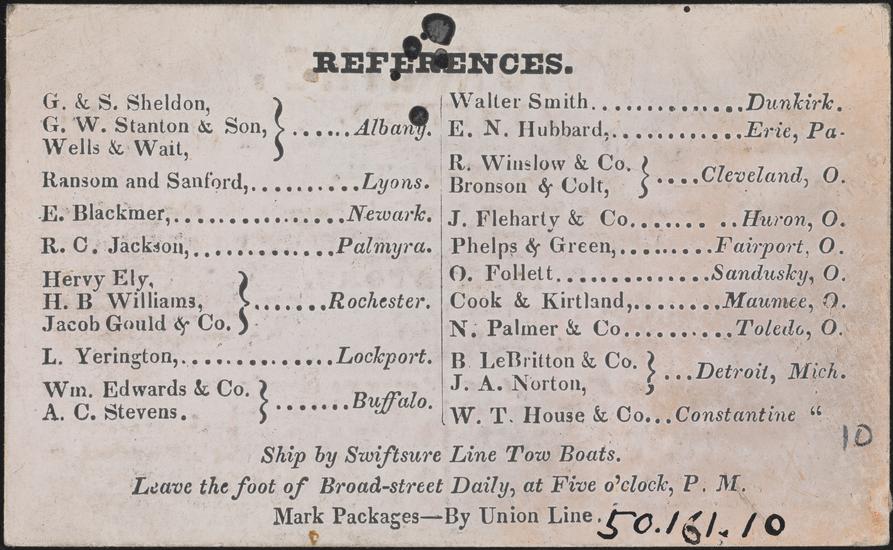 REFERENCES.
G. & S. Sheldon,
G. W. Stanton & Son, } ......Albany.
Wells & Wait,
Ransom and Sanford,..........Lyons.
E. Blackmer,................Newark.
R. C. Jackson,.............Palmyra.
Hervy Ely,
H. B Williams, } .......Rochester.
Jacob Gould & Co.
L. Yerington,..............Lockport.
Wm. Edwards & Co. } .......Buffalo.
A. C. Stevens.
Walter Smith..............Dunkirk.
E. N. Hubbard,............Erie, Pa-
R. Winslow & Co. } ....Cleveland, O.
Bronson & Colt,
J. Fleharty & Co....... ..Huron, O.
Phelps & Green,.........Fairport, O.
O. Follett.............Sandusky, O.
Cook & Kirtland,.......Maumee, O.
N. Palmer & Co..........Toledo, O.
B. LeBritton & Co. } ...Detroit, Mich.
J. A. Norton,
W. T. House & Co...Constantine “
10
Ship by Swiftsure Line Tow Boats.
Leave the foot of Broad-street Daily, at Five o'clock, P. M.
Mark Packages—By Union Line.
50.161.10